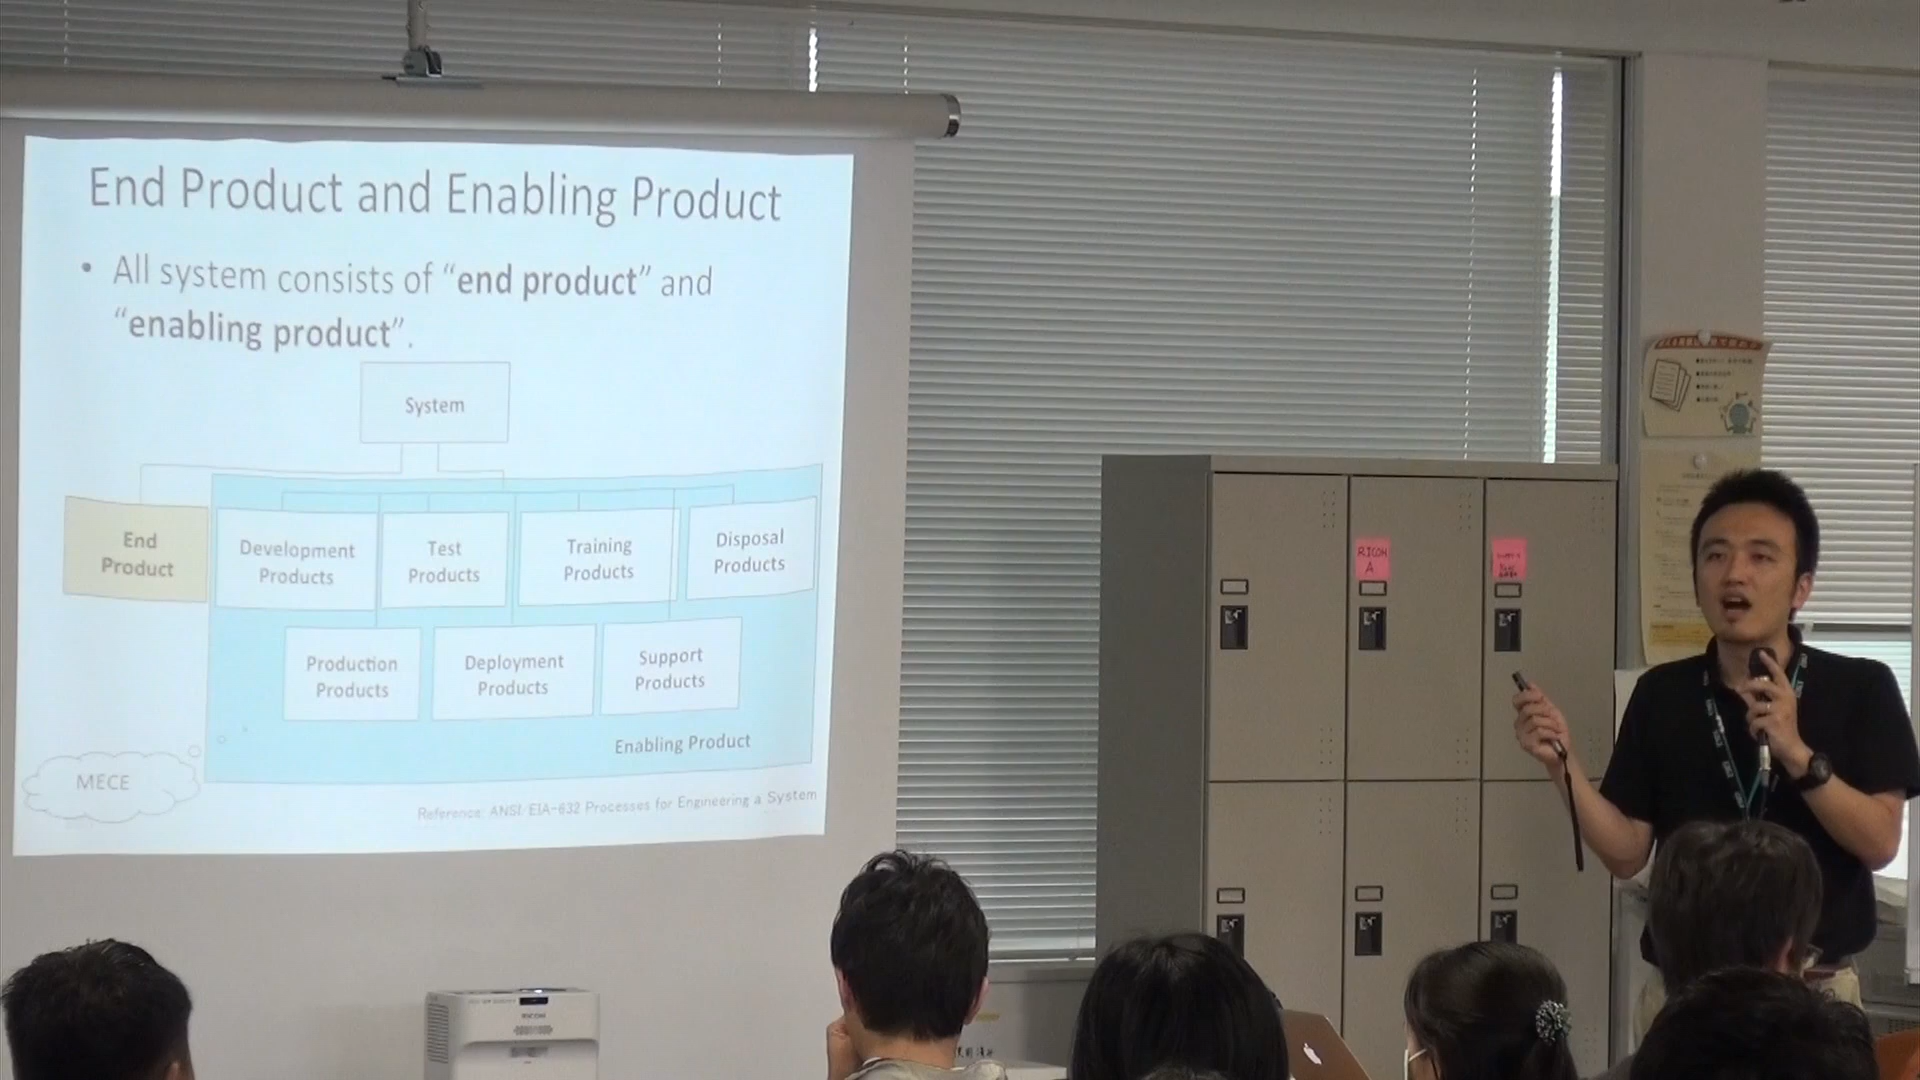 End Product and Enabling Product
• All system consists of “end product” and
“enabling product”.
System
End
Product
Development
Products
Test
Products
Training
Products
Disposal
Products
Production
Products
Deployment
Products
Support
Products
Enabling Product
MECE
Reference: ANSI/EIA-632 Processes for Engineering a System
RICOH
A
RICOH